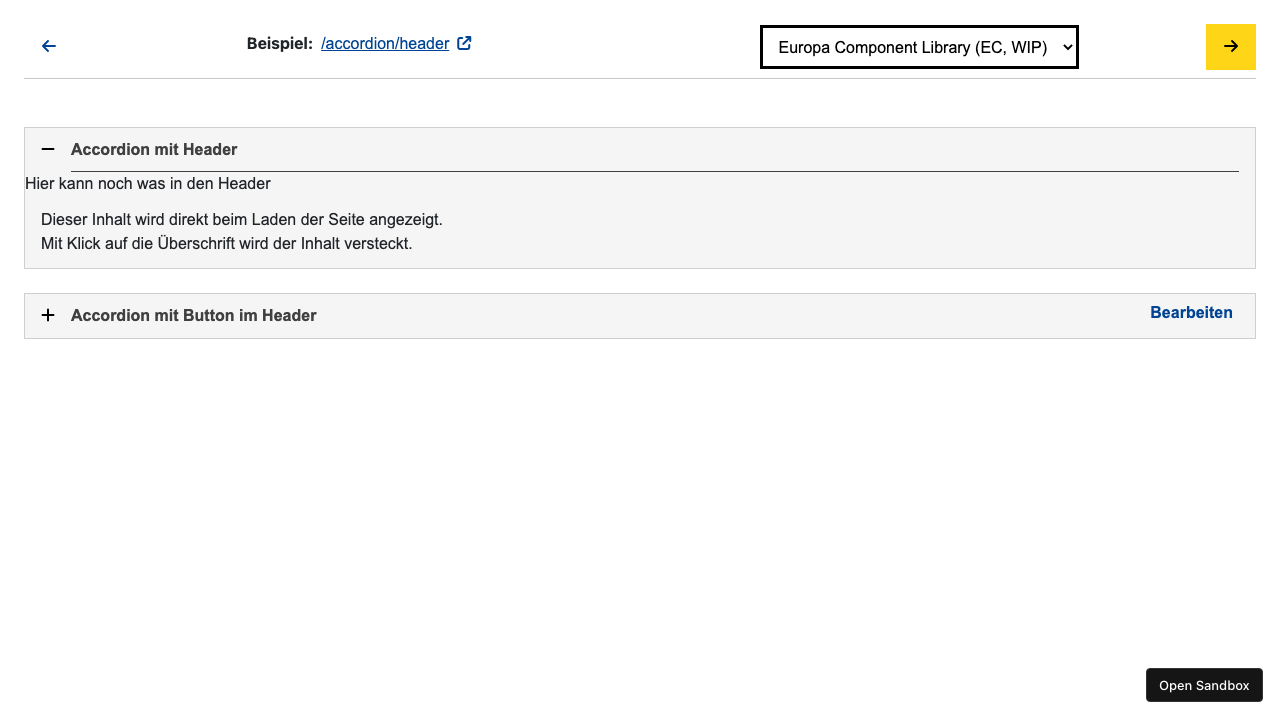 Beispiel: /accordion/header
Europa Component Library (EC, WIP)
Accordion mit Header
Hier kann noch was in den Header
Dieser Inhalt wird direkt beim Laden der Seite angezeigt.
Mit Klick auf die Überschrift wird der Inhalt versteckt.
Accordion mit Button im Header
Bearbeiten
Open Sandbox